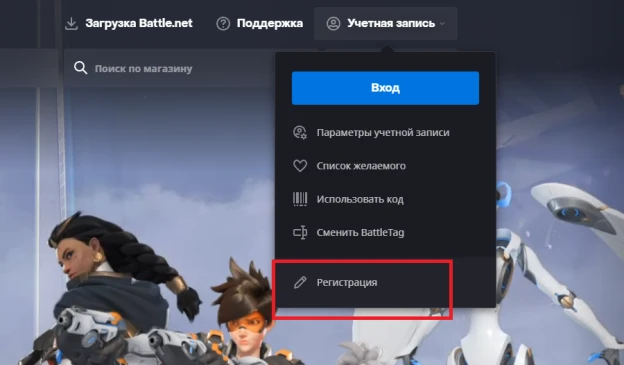 Загрузка Battle.net
Поддержка
Учетная запись
Поиск по магазину
Вход
Параметры учетной записи
Список желаемого
Использовать код
Сменить BattleTag
Регистрация